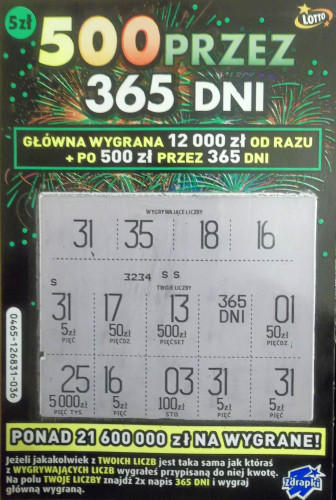 5zł
LOTTO
500 PRZEZ
365 DNI
GŁÓWNA WYGRANA 12 000 zł OD RAZU
+ PO 500 zł PRZEZ 365 DNI
WYGRYWAJĄCE LICZBY
31 35 18 16
3234 S S
S
TWOJE LICZBY
31 17 13 365 DNI 01
5zł 50zł 500zł 50zł
PIĘĆ PIĘĆDZ PIĘĆSET PIĘĆDZ
25 16 03 31 31
5 000zł 5zł 100zł 5zł 5zł
PIĘĆ TYS. PIĘĆ STO PIĘĆ PIĘĆ
0465-126831-036
PONAD 21 600 000 zł NA WYGRANE!
Jeżeli jakakolwiek z TWOICH LICZB jest taka sama jak któraś
z WYGRYWAJĄCYCH LICZB wygrałeś przypisaną do niej kwotę.
Na polu TWOJE LICZBY znajdź 2x napis 365 DNI i wygraj
główną wygraną.
zdrapki